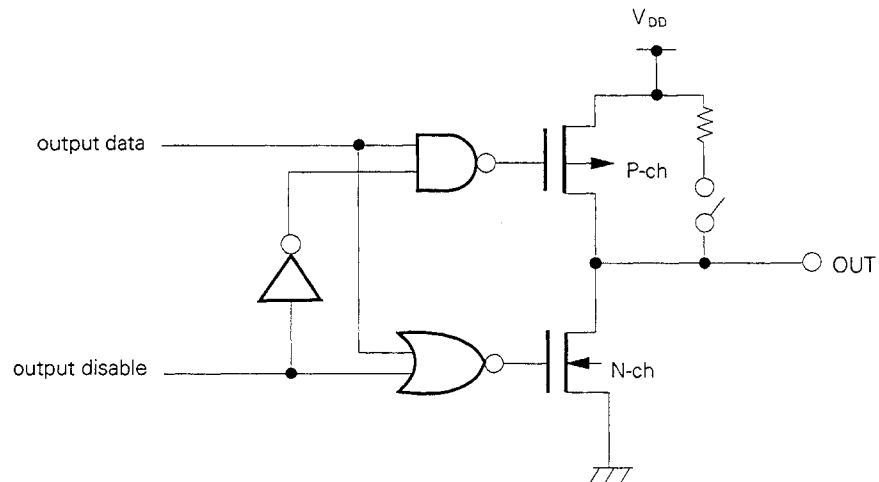 V_DD
output data
P-ch
OUT
output disable
N-ch